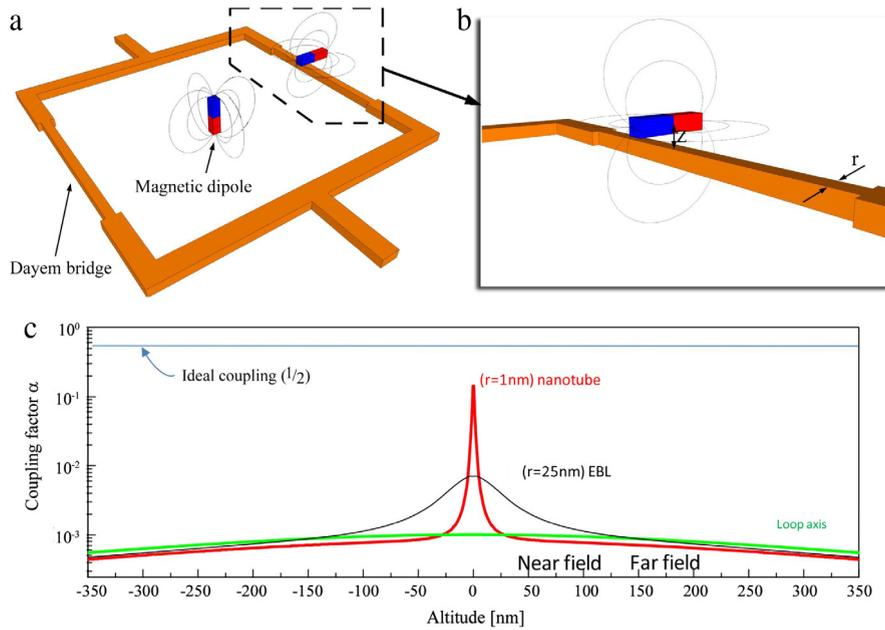 a
Magnetic dipole
Dayem bridge
b
z
r
c
Coupling factor α
10⁰
10⁻¹
10⁻²
10⁻³
Ideal coupling (1/2)
(r=1nm) nanotube
(r=25nm) EBL
Loop axis
Near field
Far field
-350 -300 -250 -200 -150 -100 -50 0 50 100 150 200 250 300 350
Altitude [nm]